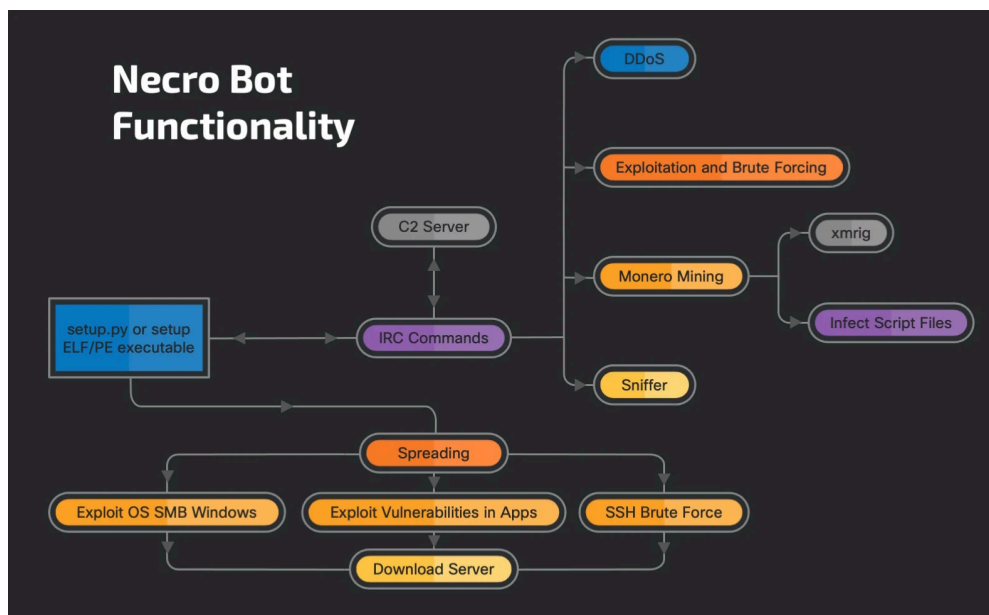 Necro Bot
Functionality
DDoS
Exploitation and Brute Forcing
C2 Server
xmrig
Monero Mining
setup.py or setup
ELF/PE executable
IRC Commands
Infect Script Files
Sniffer
Spreading
Exploit OS SMB Windows
Exploit Vulnerabilities in Apps
SSH Brute Force
Download Server